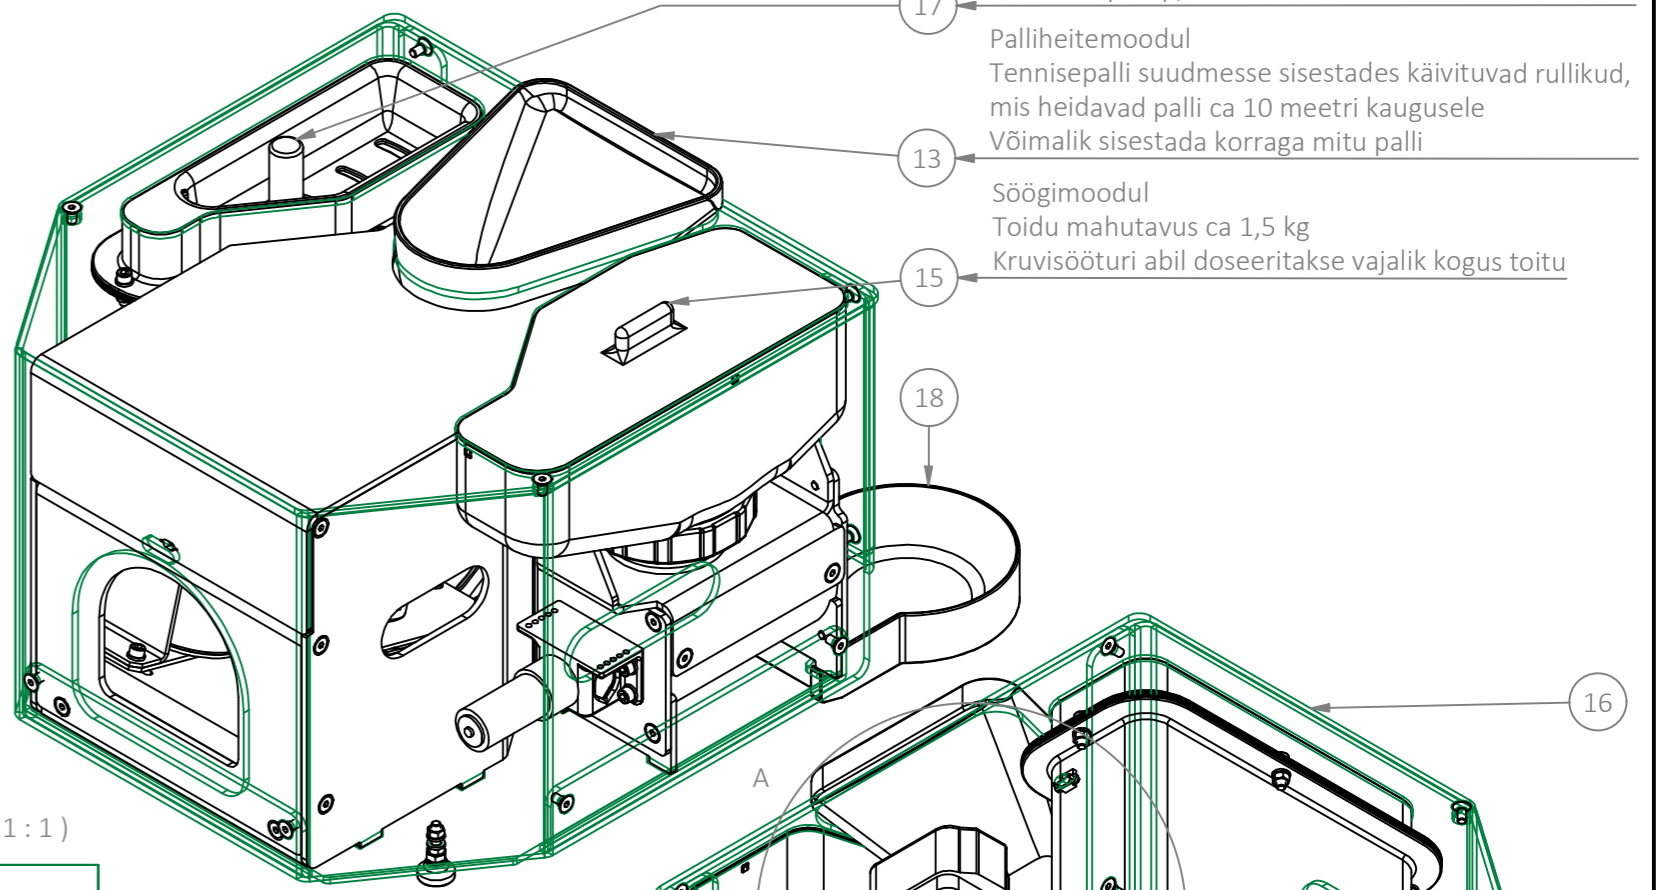 17
Palliheitemoodul
Tennisepalli suudmesse sisestades käivituvad rullikud,
mis heidavad palli ca 10 meetri kaugusele
13
Võimalik sisestada korraga mitu palli
Söögimoodul
Toidu mahutavus ca 1,5 kg
15
Kruvisööturi abil doseeritakse vajalik kogus toitu
18
16
A
1 : 1 )